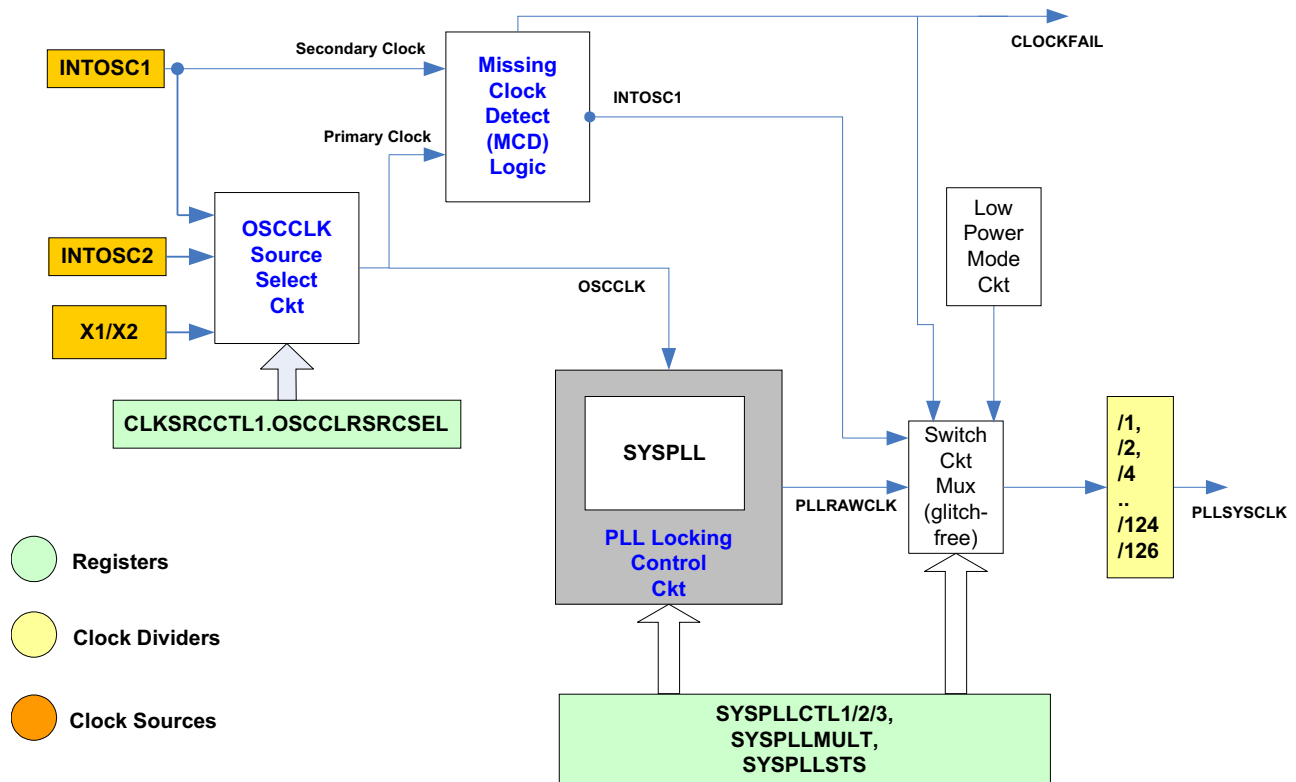 Secondary Clock
INTOSC1
Missing
Clock
Detect
(MCD)
Logic
CLOCKFAIL
INTOSC1
Primary Clock
OSCCLK
Source
Select
Ckt
INTOSC2
X1/X2
OSCCLK
Low
Power
Mode
Ckt
CLKSRCCTL1.OSCCLRSRCSEL
SYSPLL
PLL Locking
Control
Ckt
PLLRAWCLK
Switch
Ckt
Mux
(glitch-
free)
/1,
/2,
/4
..
/124
/126
PLLSYSCLK
Registers
Clock Dividers
Clock Sources
SYSPLLCTL1/2/3,
SYSPLLMULT,
SYSPLLSTS